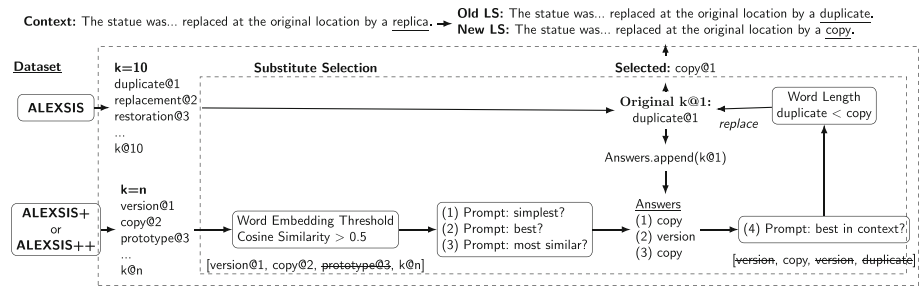 Context: The statue was... replaced at the original location by a replica.
Old LS: The statue was... replaced at the original location by a duplicate.
New LS: The statue was... replaced at the original location by a copy.
Dataset
k=10
duplicate@1
replacement@2
restoration@3
...
k@10
Substitute Selection
Selected: copy@1
ALEXSIS
Original k@1:
duplicate@1
replace
Word Length
duplicate < copy
Answers.append(k@1)
ALEXSIS+
or
ALEXSIS++
k=n
version@1
copy@2
prototype@3
...
k@n
Word Embedding Threshold
Cosine Similarity > 0.5
[version@1, copy@2, prototype@3, k@n]
(1) Prompt: simplest?
(2) Prompt: best?
(3) Prompt: most similar?
Answers
(1) copy
(2) version
(3) copy
(4) Prompt: best in context?
[version, copy, version, duplicate]